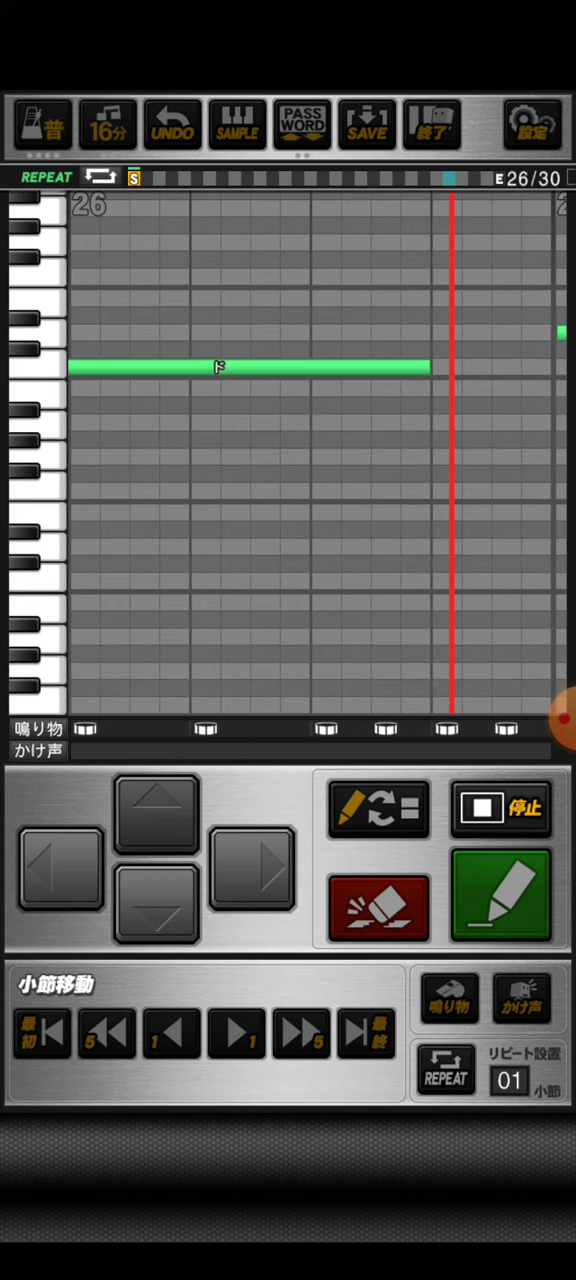 普 16分 UNDO SAMPLE PASS WORD SAVE 終了 設定
REPEAT S E 26/30
26
ド
鳴り物
かけ声
停止
小節移動
最初 5 1 1 5 最終
鳴り物 かけ声
REPEAT リピート設置
01 小節